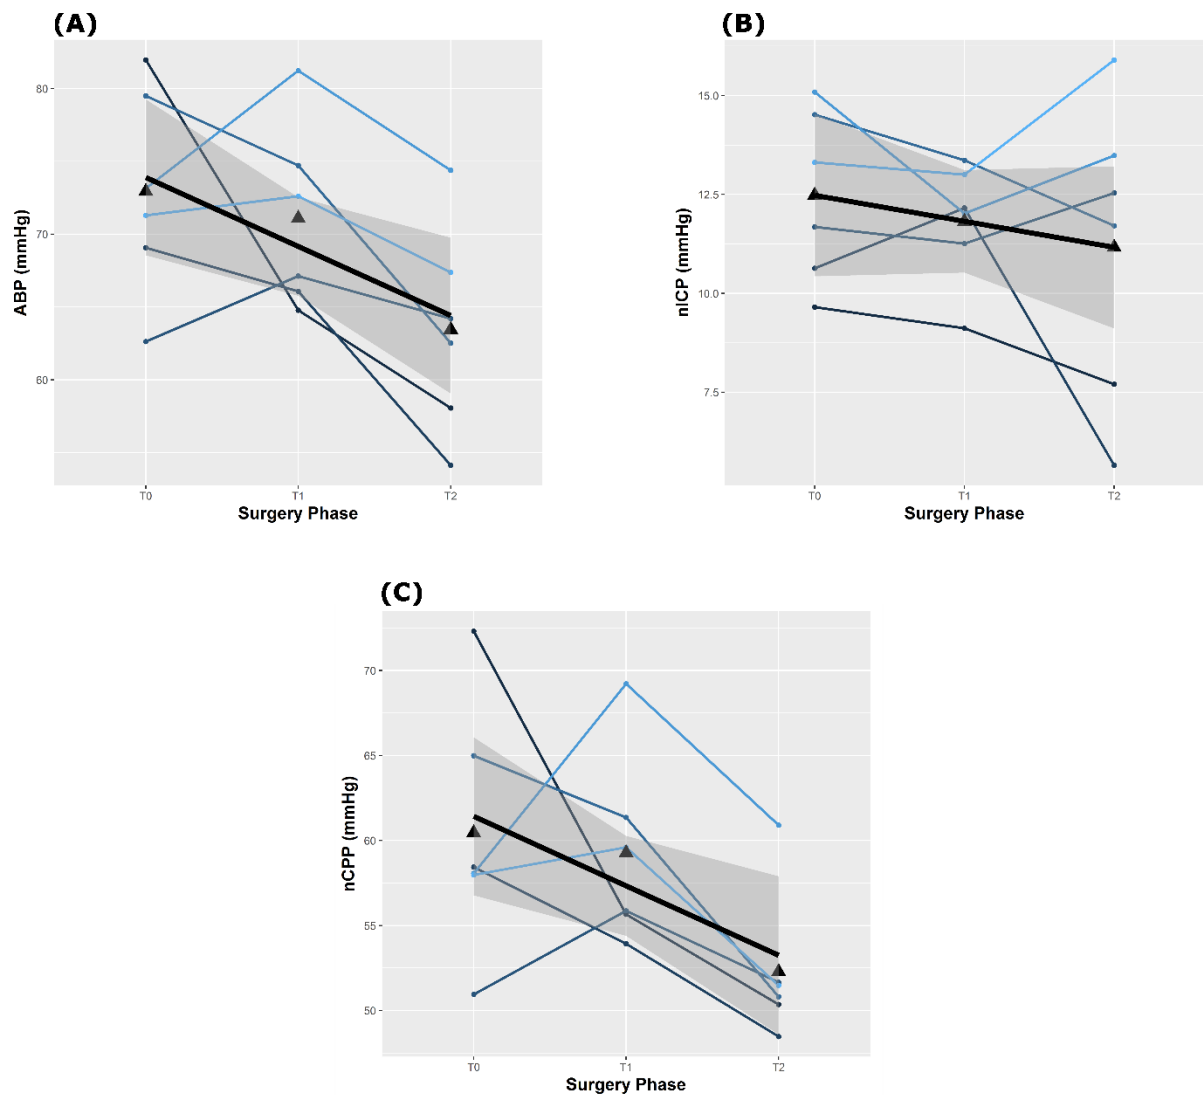 (A)
80
70
60
ABP (mmHg)
T0 T1 T2
Surgery Phase
(B)
15.0
12.5
10.0
7.5
nICP (mmHg)
T0 T1 T2
Surgery Phase
(C)
70
65
60
55
50
nCPP (mmHg)
T0 T1 T2
Surgery Phase